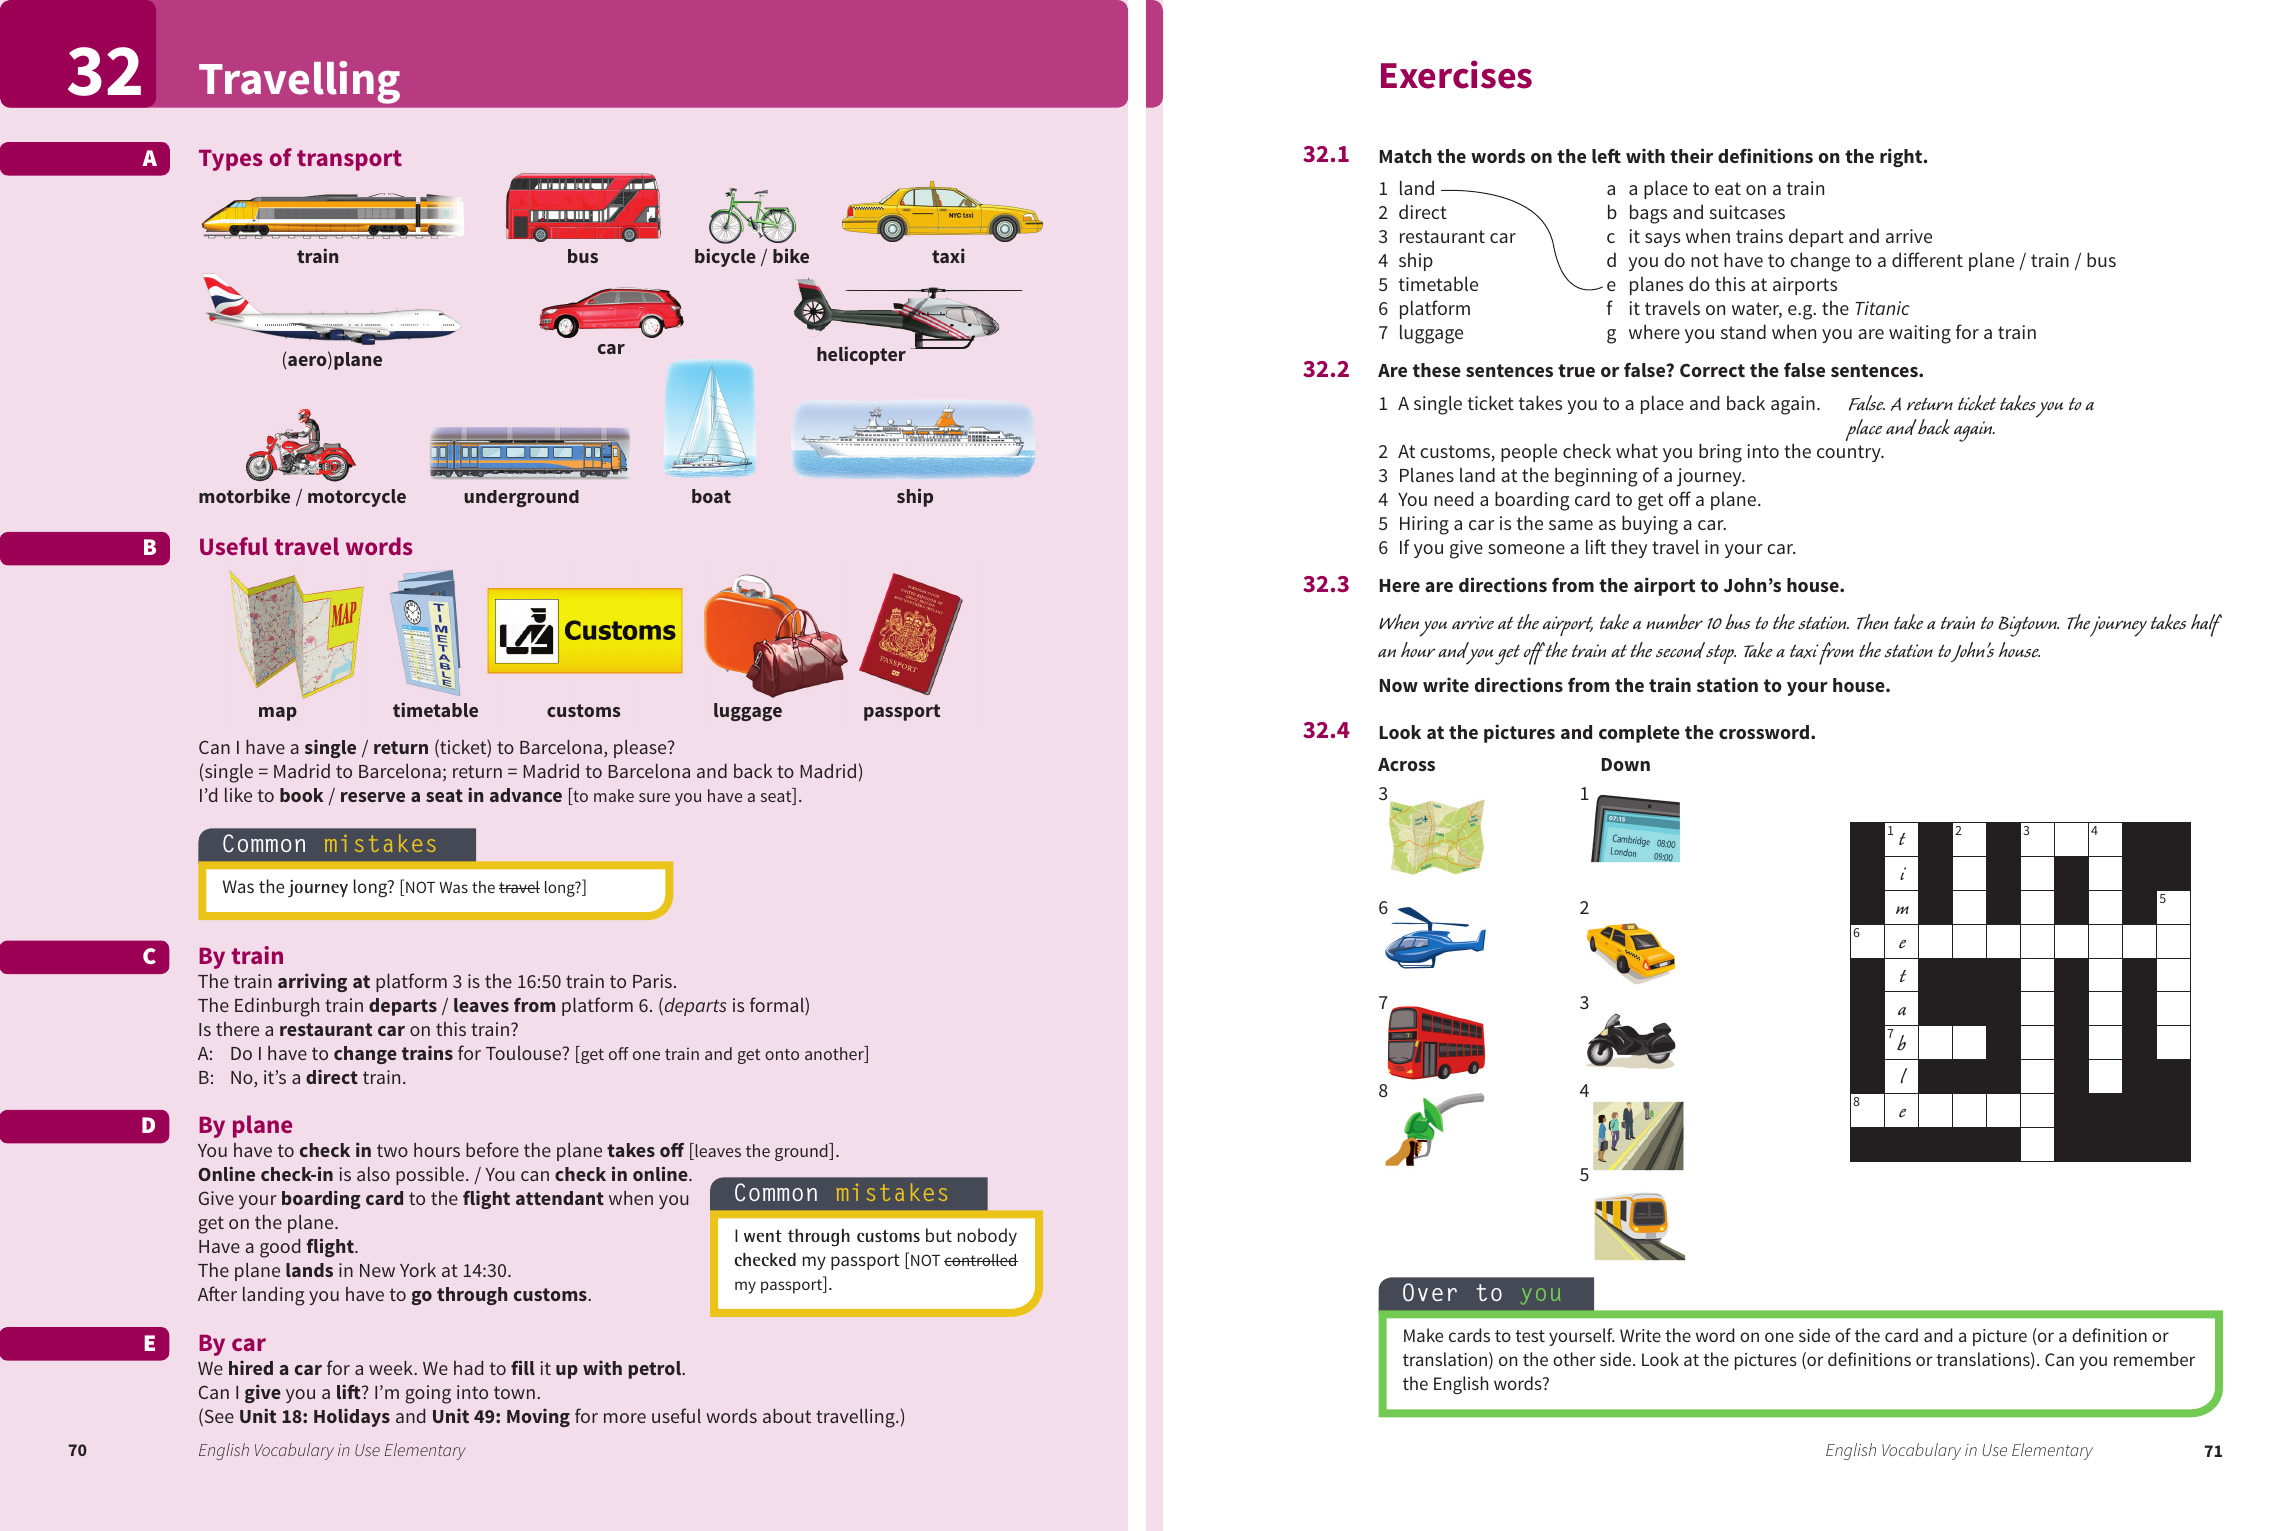 32
Travelling
A
Types of transport
train
bus
bicycle / bike
taxi
NYC taxi
(aero)plane
car
helicopter
motorbike / motorcycle
underground
boat
ship
B
Useful travel words
MAP
TIMETABLE
Customs
PASSPORT
map
timetable
customs
luggage
passport
Can I have a single / return (ticket) to Barcelona, please?
(single = Madrid to Barcelona; return = Madrid to Barcelona and back to Madrid)
I'd like to book / reserve a seat in advance [to make sure you have a seat].
Common mistakes
Was the journey long? [NOT Was the travel long?]
C
By train
The train arriving at platform 3 is the 16:50 train to Paris.
The Edinburgh train departs / leaves from platform 6. (departs is formal)
Is there a restaurant car on this train?
A: Do I have to change trains for Toulouse? [get off one train and get onto another]
B: No, it's a direct train.
D
By plane
You have to check in two hours before the plane takes off [leaves the ground].
Online check-in is also possible. / You can check in online.
Give your boarding card to the flight attendant when you
get on the plane.
Have a good flight.
The plane lands in New York at 14:30.
After landing you have to go through customs.
Common mistakes
I went through customs but nobody
checked my passport [NOT controlled
my passport].
E
By car
We hired a car for a week. We had to fill it up with petrol.
Can I give you a lift? I'm going into town.
(See Unit 18: Holidays and Unit 49: Moving for more useful words about travelling.)
70
English Vocabulary in Use Elementary
Exercises
32.1
Match the words on the left with their definitions on the right.
1 land
2 direct
3 restaurant car
4 ship
5 timetable
6 platform
7 luggage
a a place to eat on a train
b bags and suitcases
c it says when trains depart and arrive
d you do not have to change to a different plane / train / bus
e planes do this at airports
f it travels on water, e.g. the Titanic
g where you stand when you are waiting for a train
32.2
Are these sentences true or false? Correct the false sentences.
1 A single ticket takes you to a place and back again.
False. A return ticket takes you to a
place and back again.
2 At customs, people check what you bring into the country.
3 Planes land at the beginning of a journey.
4 You need a boarding card to get off a plane.
5 Hiring a car is the same as buying a car.
6 If you give someone a lift they travel in your car.
32.3
Here are directions from the airport to John's house.
When you arrive at the airport, take a number 10 bus to the station. Then take a train to Bigtown. The journey takes half
an hour and you get off the train at the second stop. Take a taxi from the station to John's house.
Now write directions from the train station to your house.
32.4
Look at the pictures and complete the crossword.
Across
3
6
7
8
Down
1
07:15
Cambridge 08:00
London 09:00
2
3
4
5
1 t 2 3 4
i
m 5
6 e
t
a
7 b
l
8 e
Over to you
Make cards to test yourself. Write the word on one side of the card and a picture (or a definition or
translation) on the other side. Look at the pictures (or definitions or translations). Can you remember
the English words?
English Vocabulary in Use Elementary
71